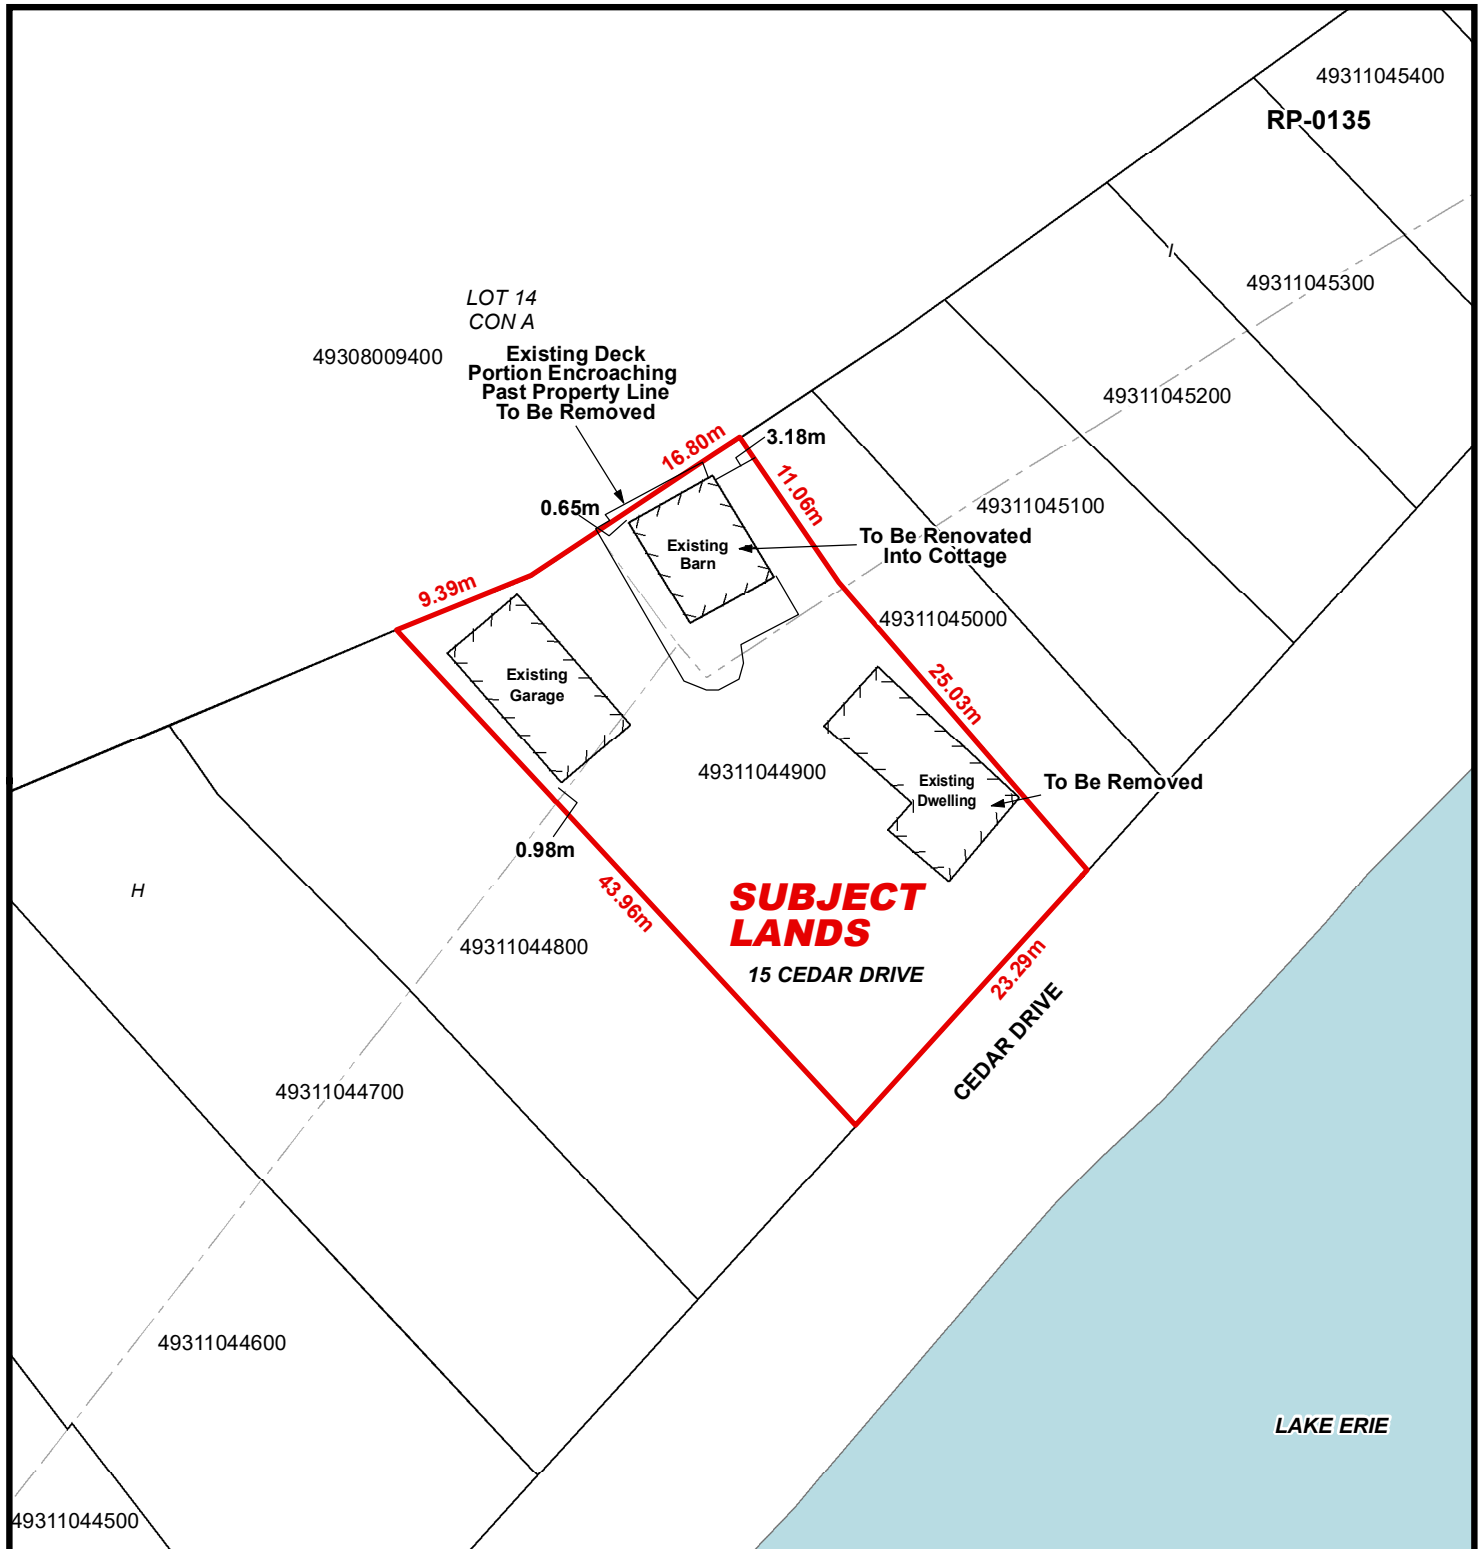 49311045400
RP-0135
I
49311045300
LOT 14
CON A
49308009400
Existing Deck
Portion Encroaching
Past Property Line
To Be Removed
49311045200
16.80m
3.18m
11.06m
0.65m
49311045100
To Be Renovated
Into Cottage
Existing
Barn
9.39m
49311045000
Existing
Garage
25.03m
49311044900
Existing
Dwelling
To Be Removed
0.98m
H
43.96m
SUBJECT
LANDS
49311044800
15 CEDAR DRIVE
23.29m
CEDAR DRIVE
49311044700
49311044600
LAKE ERIE
49311044500